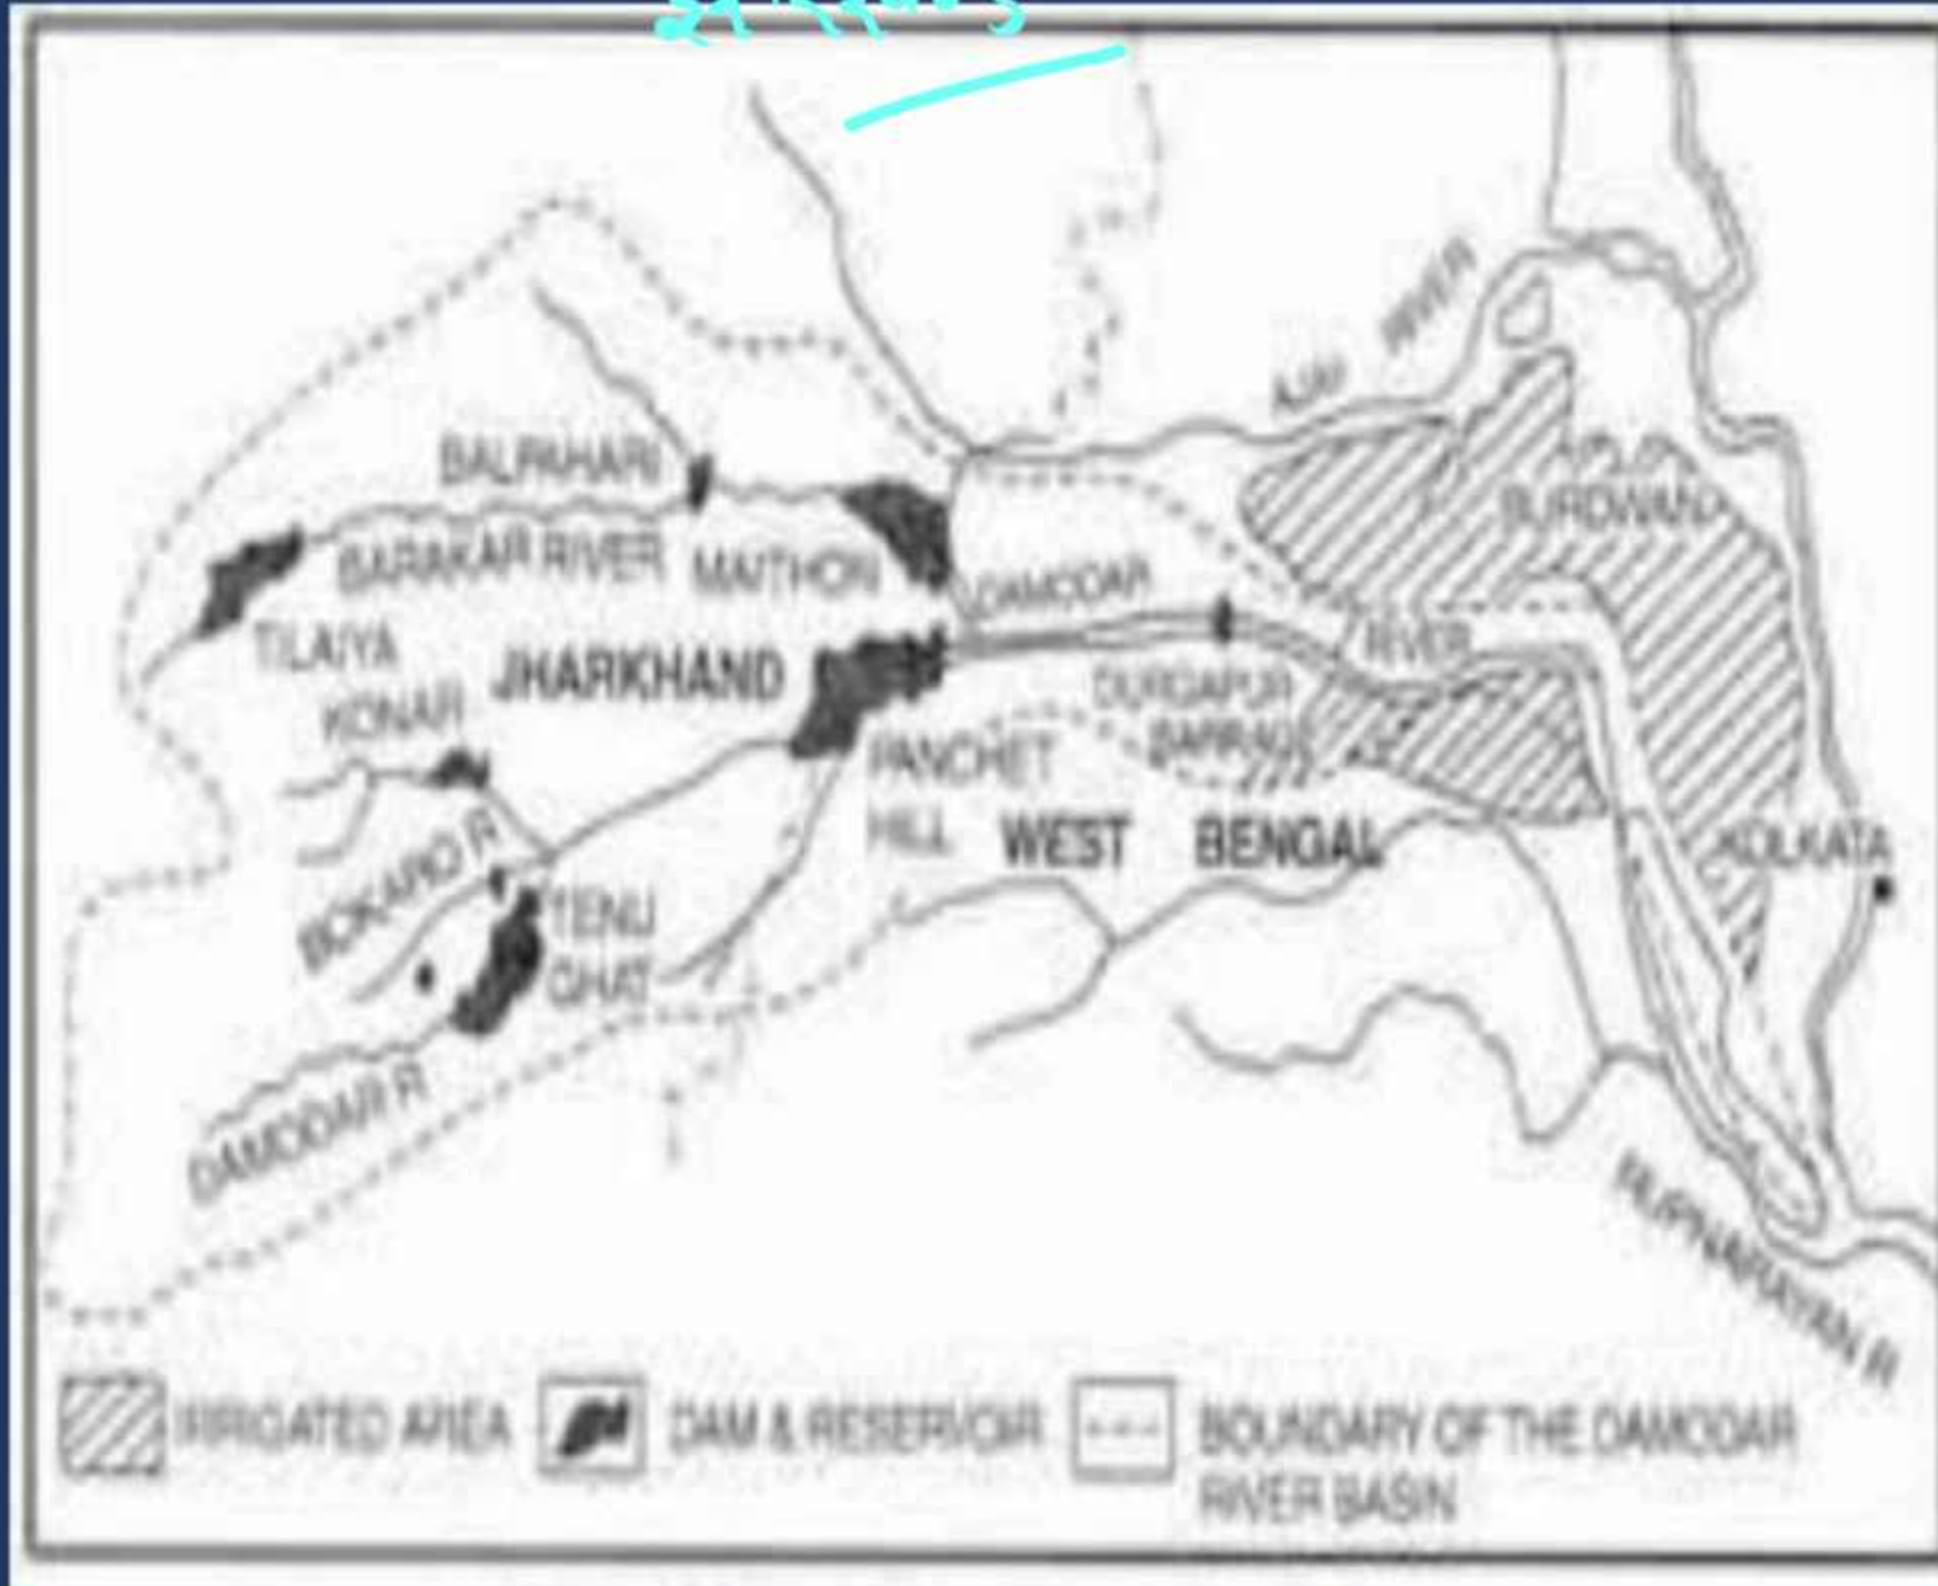 AJAI RIVER
BALPAHARI
BURDWAN
BARAKAR RIVER
MAITHON
DAMODAR
RIVER
TILAIYA
JHARKHAND
KONAR
DURGAPUR
BARRAGE
PANCHET
HILL
WEST BENGAL
KOLKATA
BOKARO R
TENU
GHAT
DAMODAR R
RUPNARAYAN R
IRRIGATED AREA
DAM & RESERVOIR
BOUNDARY OF THE DAMODAR
RIVER BASIN